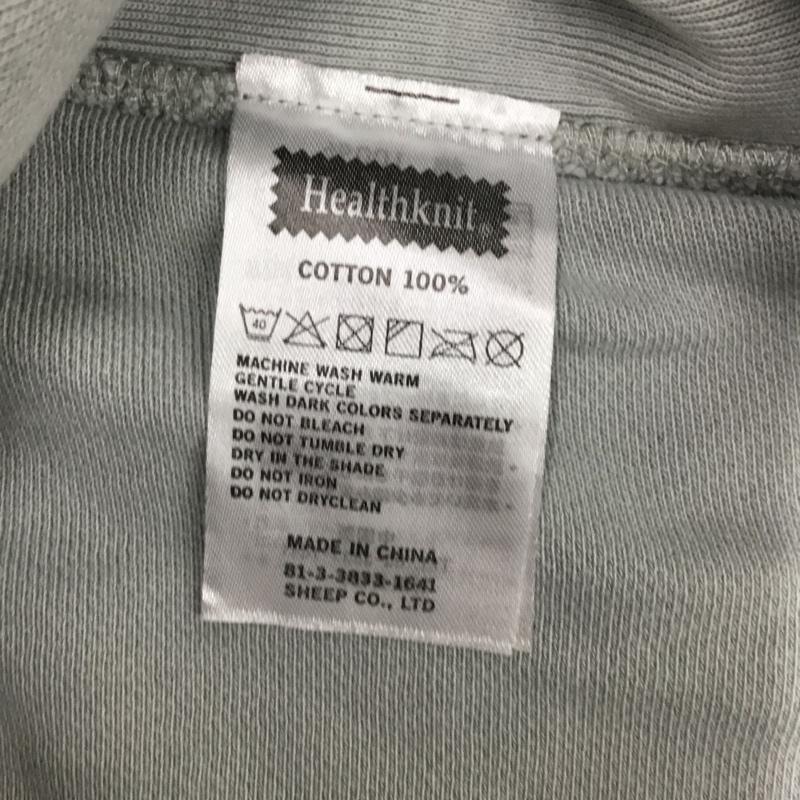 Healthknit®
COTTON 100%
40
MACHINE WASH WARM
GENTLE CYCLE
WASH DARK COLORS SEPARATELY
DO NOT BLEACH
DO NOT TUMBLE DRY
DRY IN THE SHADE
DO NOT IRON
DO NOT DRYCLEAN
MADE IN CHINA
81-3-3833-1641
SHEEP CO., LTD